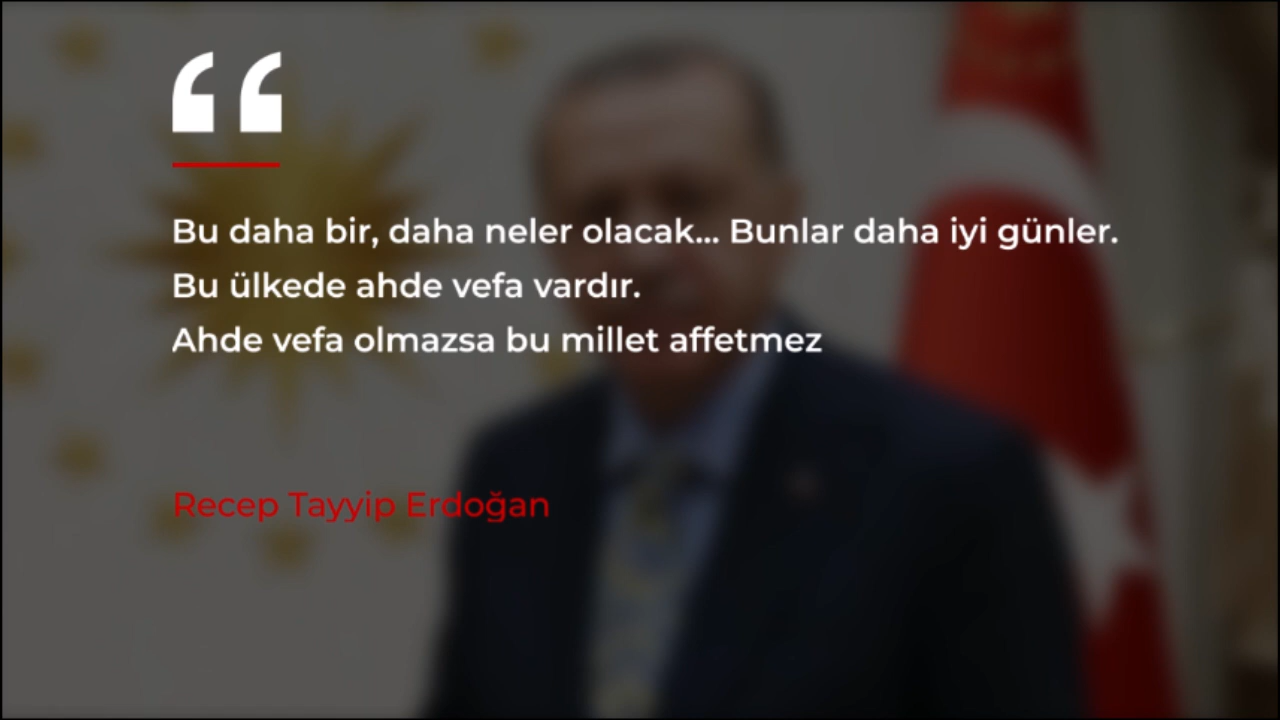 Bu daha bir, daha neler olacak... Bunlar daha iyi günler.
Bu ülkede ahde vefa vardır.
Ahde vefa olmazsa bu millet affetmez
Recep Tayyip Erdoğan